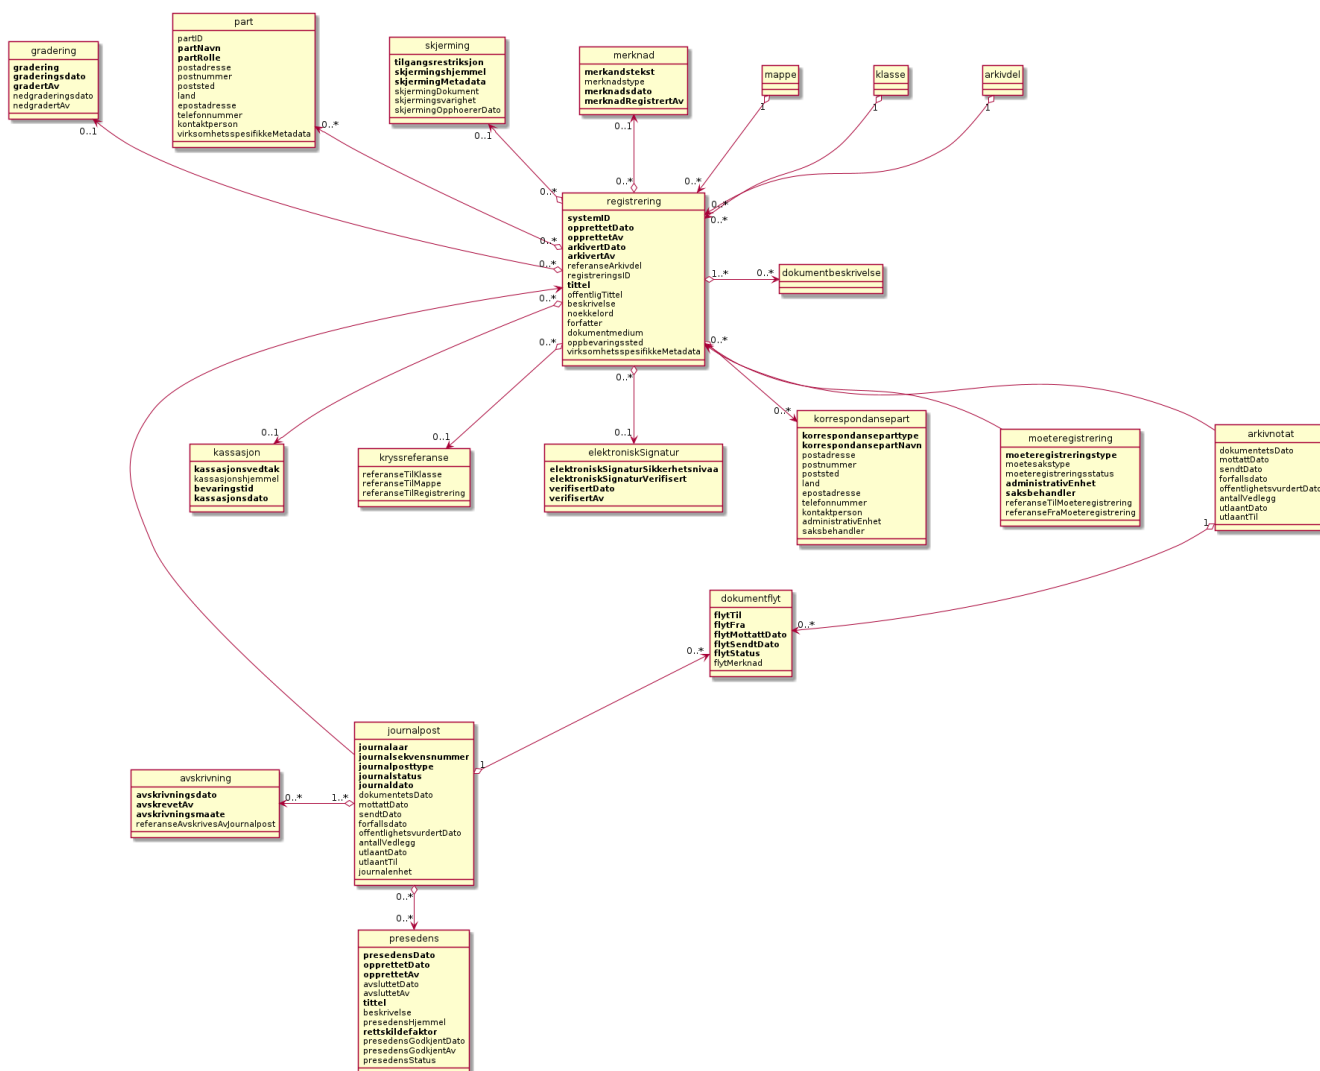 part
partID
partNavn
partRolle
postadresse
postnummer
poststed
land
epostadresse
telefonnummer
kontaktperson
virksomhetsspesifikkeMetadata
gradering
gradering
graderingsdato
gradertAv
nedgraderingsdato
nedgradertAv
skjerming
tilgangsrestriksjon
skjermingshjemmel
skjermingMetadata
skjermingDokument
skjermingsvarighet
skjermingOpphoererDato
merknad
merkandstekst
merknadstype
merknadsdato
merknadRegistrertAv
mappe
klasse
arkivdel
1
1
1
0..1
0..*
0..1
0..1
0..*
0..*
0..*
0..*
0..*
registrering
systemID
opprettetDato
opprettetAv
arkivertDato
arkivertAv
referanseArkivdel
registreringsID
tittel
offentligTittel
beskrivelse
noekkelord
forfatter
dokumentmedium
oppbevaringssted
virksomhetsspesifikkeMetadata
0..*
0..*
0..*
0..*
0..*
0..*
1..*
0..*
dokumentbeskrivelse
0..1
0..1
0..1
0..*
kassasjon
kassasjonsvedtak
kassasjonshjemmel
bevaringstid
kassasjonsdato
kryssreferanse
referanseTilKlasse
referanseTilMappe
referanseTilRegistrering
elektroniskSignatur
elektroniskSignaturSikkerhetsnivaa
elektroniskSignaturVerifisert
verifisertDato
verifisertAv
korrespondansepart
korrespondanseparttype
korrespondansepartNavn
postadresse
postnummer
poststed
land
epostadresse
telefonnummer
kontaktperson
administrativEnhet
saksbehandler
moeteregistrering
moeteregistreringstype
moetesakstype
moeteregistreringsstatus
administrativEnhet
saksbehandler
referanseTilMoeteregistrering
referanseFraMoeteregistrering
arkivnotat
dokumentetsDato
mottattDato
sendtDato
forfallsdato
offentlighetsvurdertDato
antallVedlegg
utlaantDato
utlaantTil
1
0..*
dokumentflyt
flytTil
flytFra
flytMottattDato
flytSendtDato
flytStatus
flytMerknad
0..*
1
journalpost
journalaar
journalsekvensnummer
journalposttype
journalstatus
journaldato
dokumentetsDato
mottattDato
sendtDato
forfallsdato
offentlighetsvurdertDato
antallVedlegg
utlaantDato
utlaantTil
journalenhet
avskrivning
avskrivningsdato
avskrevetAv
avskrivningsmaate
referanseAvskrivesAvJournalpost
0..*
1..*
0..*
0..*
presedens
presedensDato
opprettetDato
opprettetAv
avsluttetDato
avsluttetAv
tittel
beskrivelse
presedensHjemmel
rettskildefaktor
presedensGodkjentDato
presedensGodkjentAv
presedensStatus